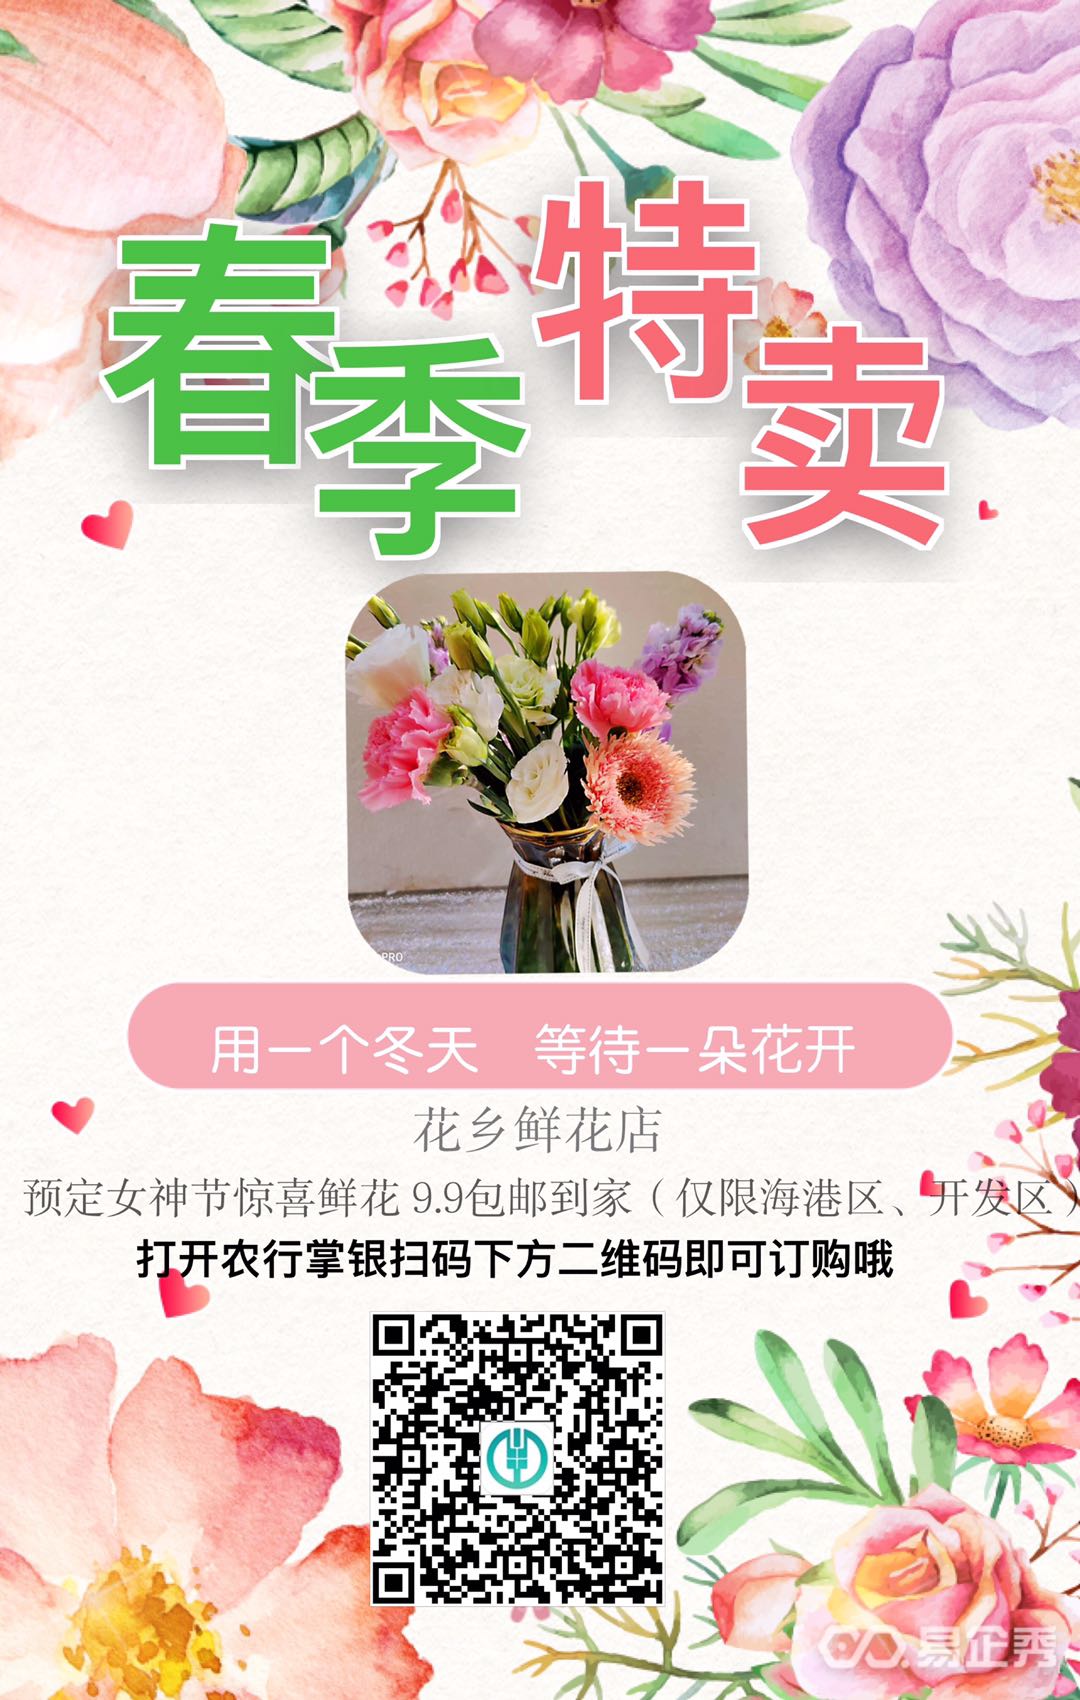 春季特卖
PRO
用一个冬天　等待一朵花开
花乡鲜花店
预定女神节惊喜鲜花 9.9包邮到家（仅限海港区、开发区）
打开农行掌银扫码下方二维码即可订购哦
易企秀